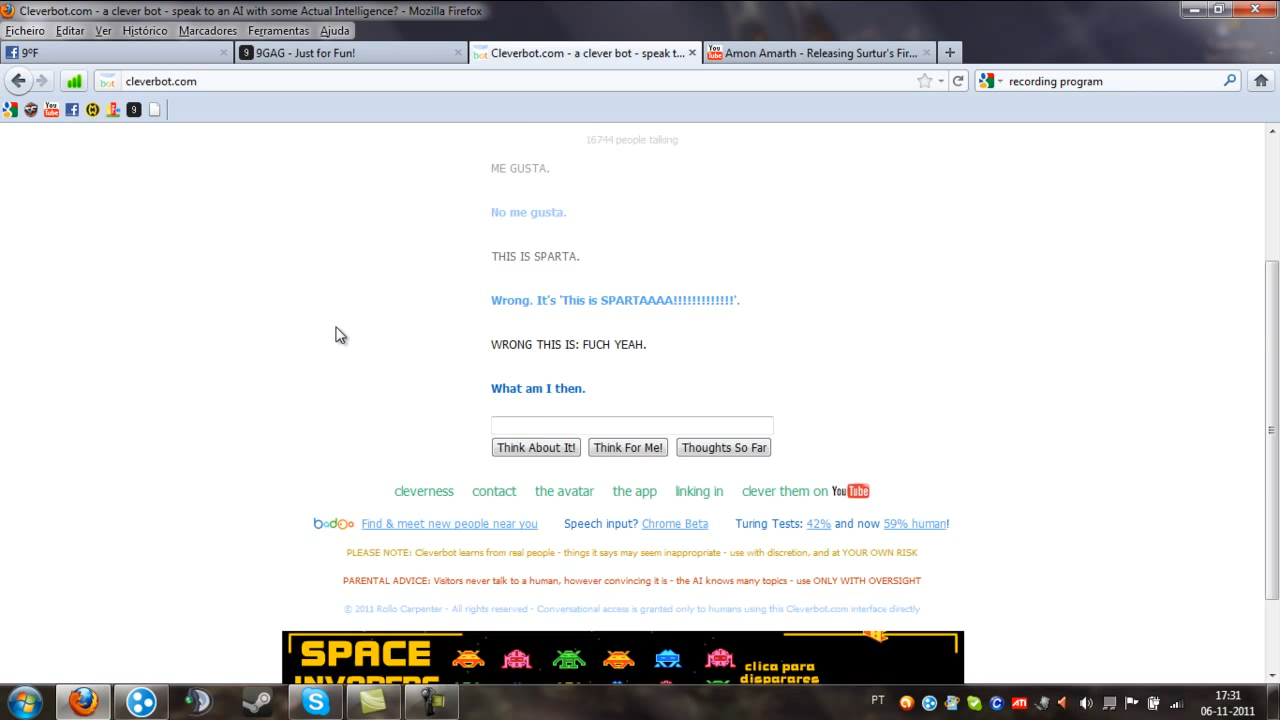 Cleverbot.com - a clever bot - speak to an AI with some Actual Intelligence? - Mozilla Firefox
Ficheiro Editar Ver Histórico Marcadores Ferramentas Ajuda
9ºF
9GAG - Just for Fun!
Cleverbot.com - a clever bot - speak t...
Amon Amarth - Releasing Surtur's Fir...
cleverbot.com
recording program
16744 people talking
ME GUSTA.
No me gusta.
THIS IS SPARTA.
Wrong. It's 'This is SPARTAAAA!!!!!!!!!!!!!'.
WRONG THIS IS: FUCH YEAH.
What am I then.
Think About It! Think For Me! Thoughts So Far
cleverness contact the avatar the app linking in clever them on YouTube
badoo Find & meet new people near you Speech input? Chrome Beta Turing Tests: 42% and now 59% human!
PLEASE NOTE: Cleverbot learns from real people - things it says may seem inappropriate - use with discretion, and at YOUR OWN RISK
PARENTAL ADVICE: Visitors never talk to a human, however convincing it is - the AI knows many topics - use ONLY WITH OVERSIGHT
© 2011 Rollo Carpenter - All rights reserved - Conversational access is granted only to humans using this Cleverbot.com interface directly
SPACE
INVADERS
clica para
disparares
PT
17:31
06-11-2011